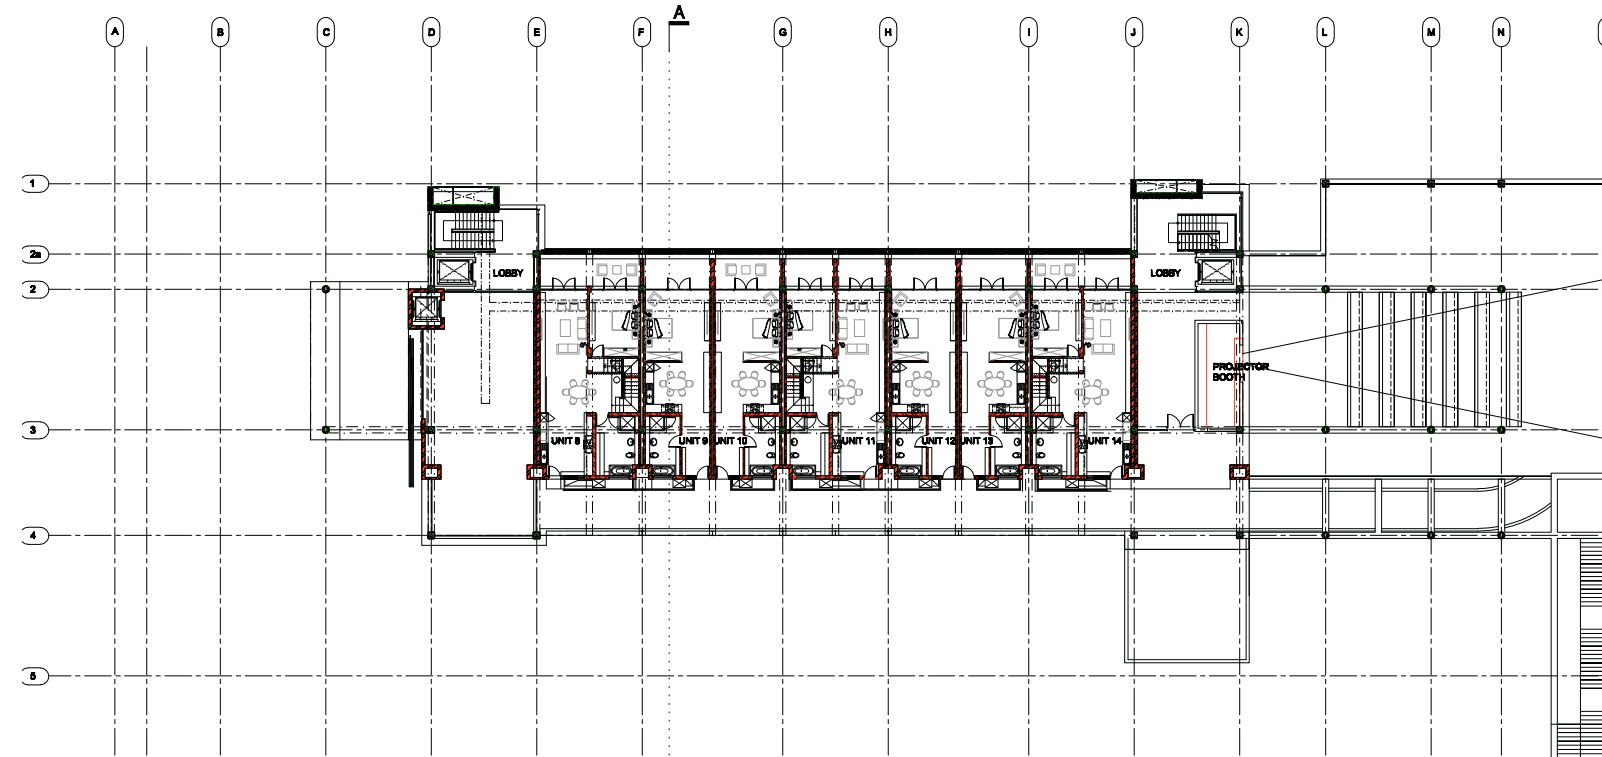 A
A B C D E F G H I J K L M N
1
2a
LOBBY LOBBY
2
PROJECTOR
BOOTH
3
UNIT 8 UNIT 9 UNIT 10 UNIT 11 UNIT 12 UNIT 13 UNIT 14
4
5